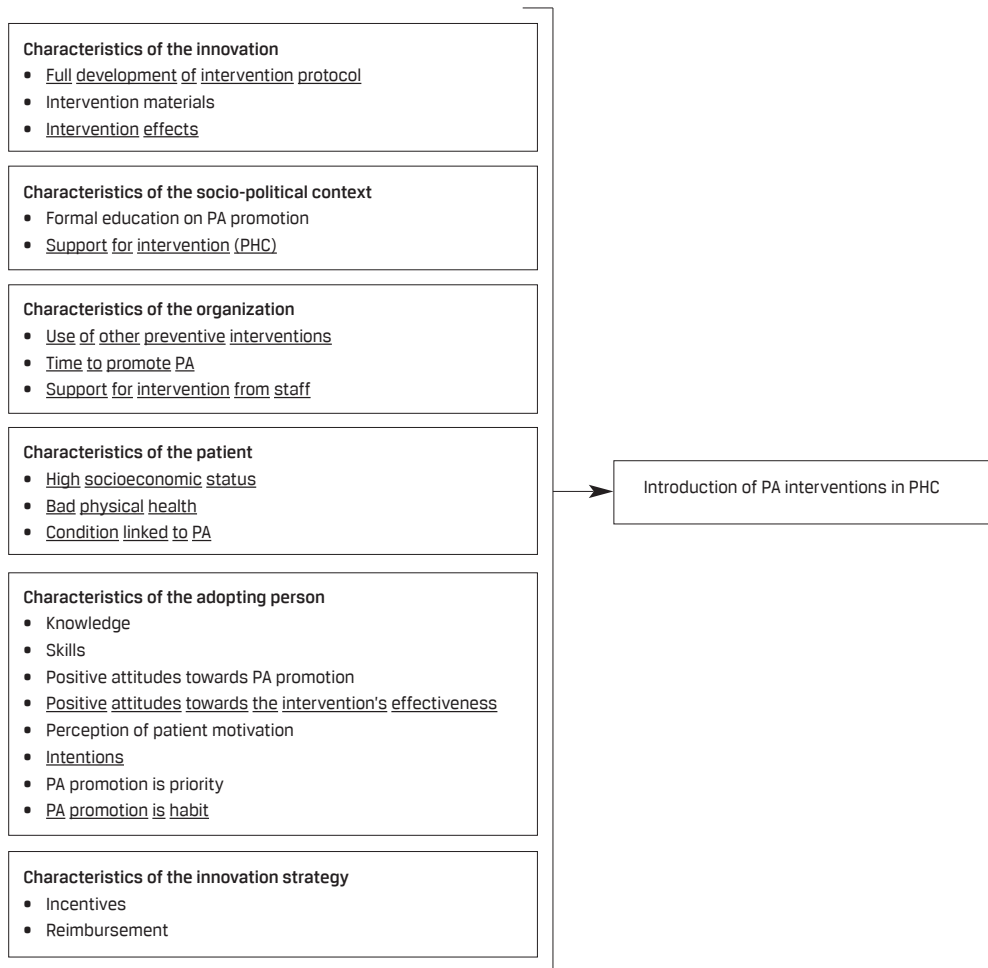 Characteristics of the innovation
• Full development of intervention protocol
• Intervention materials
• Intervention effects
Characteristics of the socio-political context
• Formal education on PA promotion
• Support for intervention (PHC)
Characteristics of the organization
• Use of other preventive interventions
• Time to promote PA
• Support for intervention from staff
Characteristics of the patient
• High socioeconomic status
• Bad physical health
• Condition linked to PA
Introduction of PA interventions in PHC
Characteristics of the adopting person
• Knowledge
• Skills
• Positive attitudes towards PA promotion
• Positive attitudes towards the intervention's effectiveness
• Perception of patient motivation
• Intentions
• PA promotion is priority
• PA promotion is habit
Characteristics of the innovation strategy
• Incentives
• Reimbursement